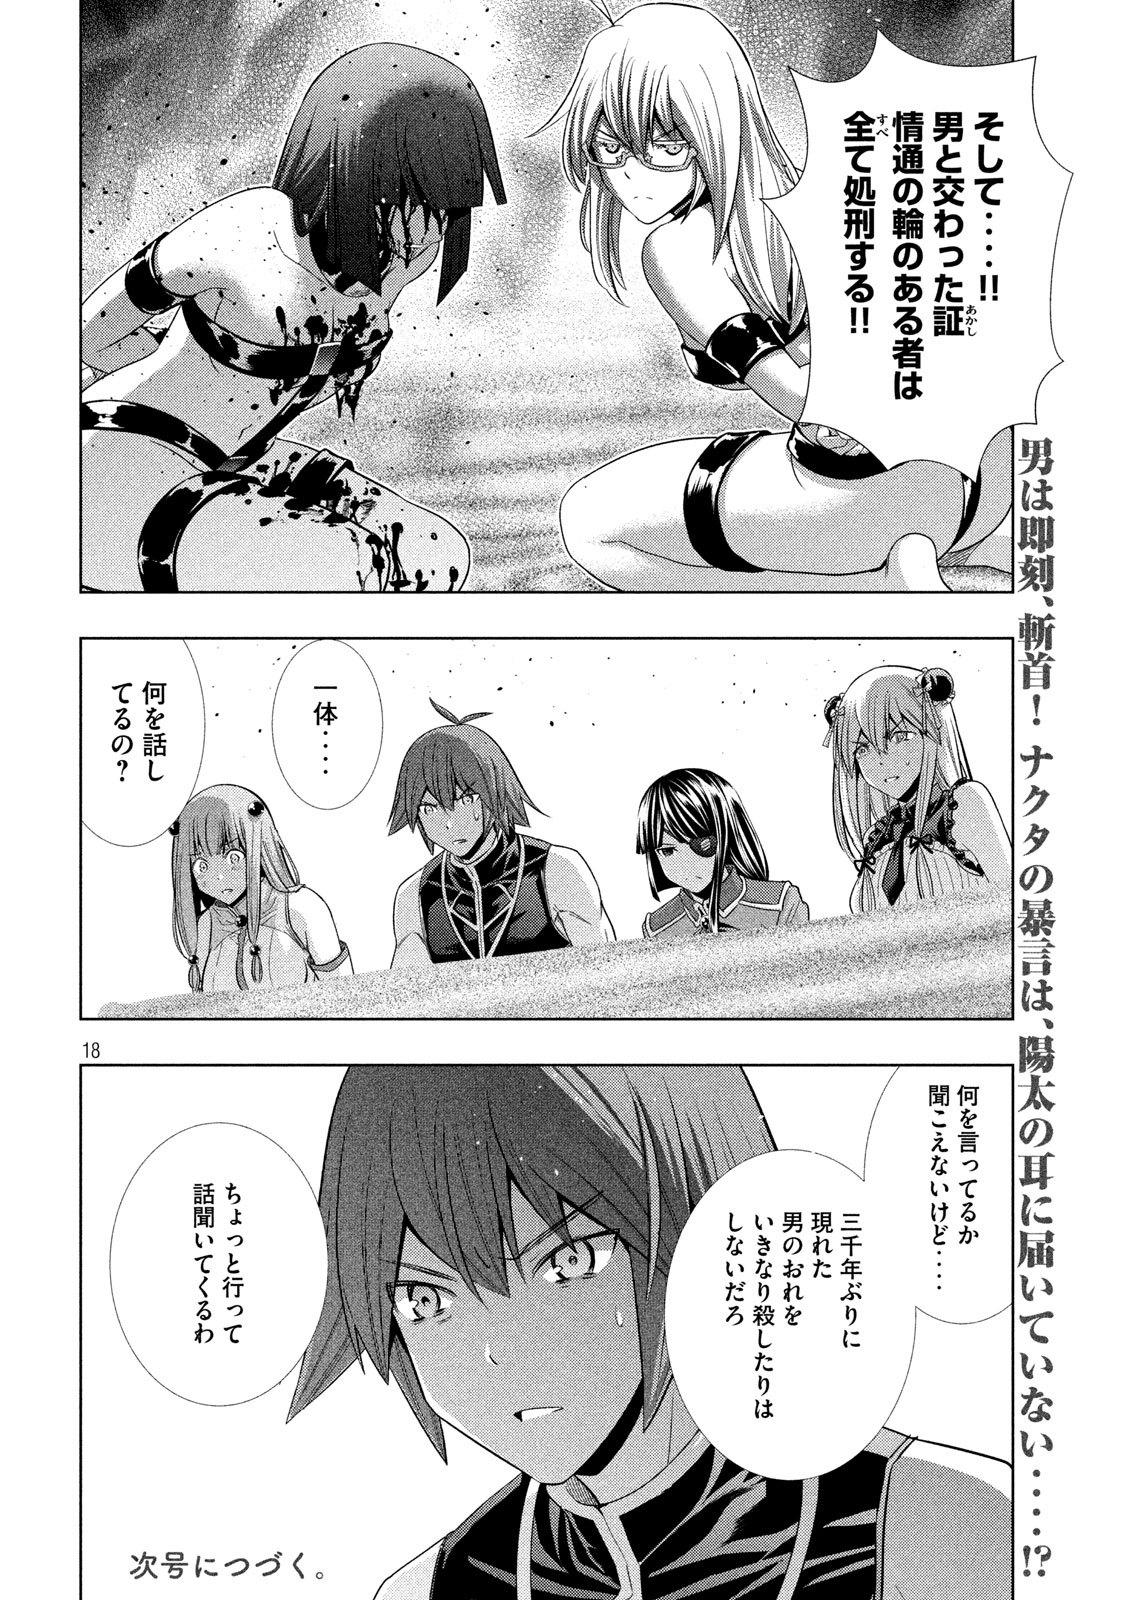 そして‥‥!!
男と交わった証
あかし
情通の輪のある者は
全て処刑する!!
すべ
一体‥‥
何を話し
てるの?
18
何を言ってるか
聞こえないけど‥‥
三千年ぶりに
現れた
男のおれを
いきなり殺したりは
しないだろ
ちょっと行って
話聞いてくるわ
男は即刻、斬首! ナクタの暴言は、陽太の耳に届いていない‥‥‥!?
次号につづく。